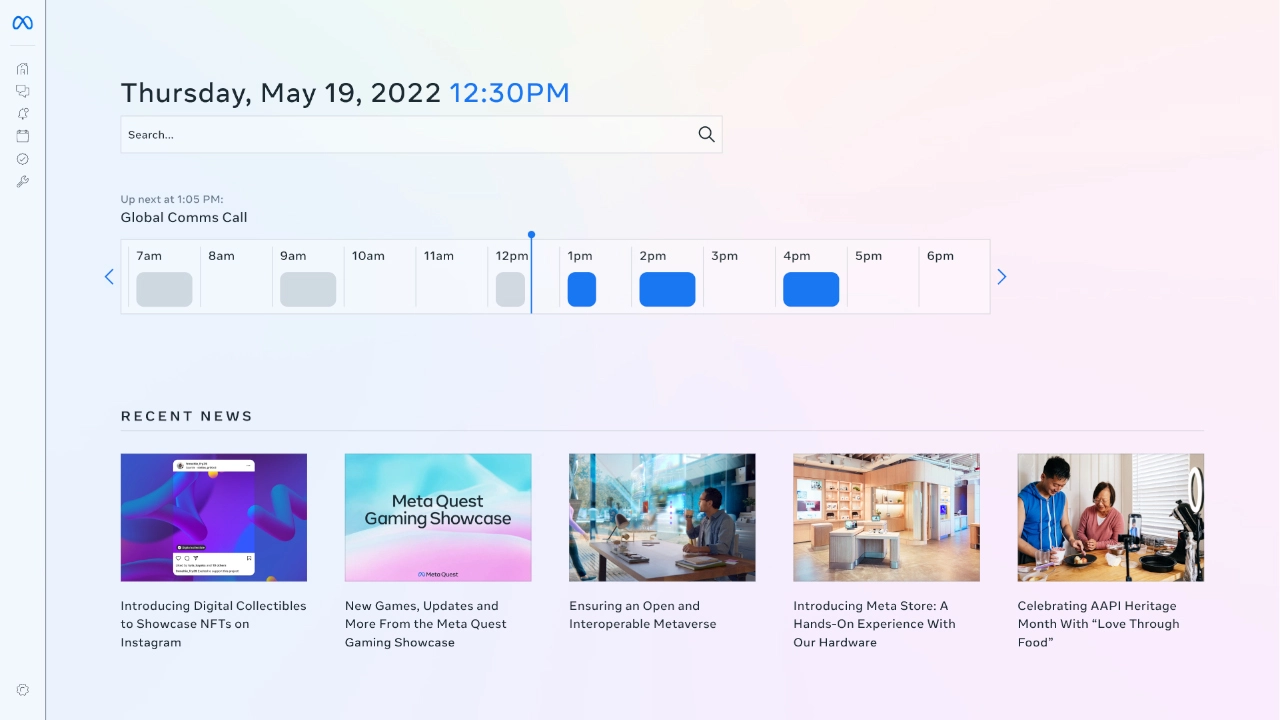 Thursday, May 19, 2022 12:30PM
Search...
Up next at 1:05 PM:
Global Comms Call
7am 8am 9am 10am 11am 12pm 1pm 2pm 3pm 4pm 5pm 6pm
RECENT NEWS
Meta Quest
Gaming Showcase
Meta Quest
Introducing Digital Collectibles
to Showcase NFTs on
Instagram
New Games, Updates and
More From the Meta Quest
Gaming Showcase
Ensuring an Open and
Interoperable Metaverse
Introducing Meta Store: A
Hands-On Experience With
Our Hardware
Celebrating AAPI Heritage
Month With “Love Through
Food”